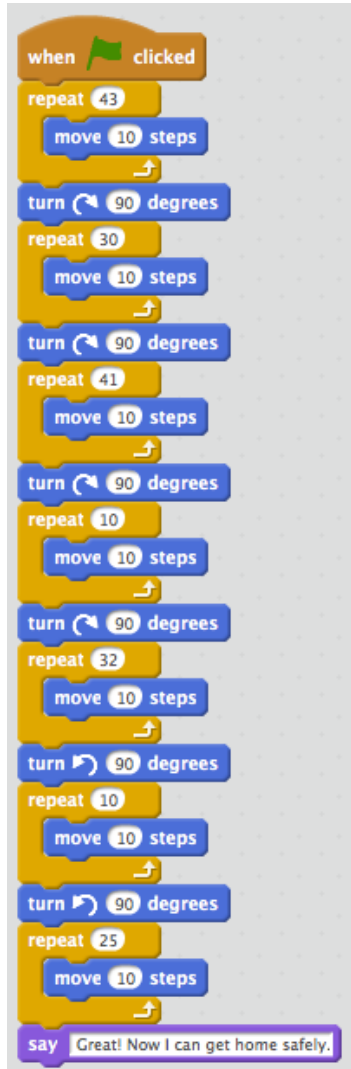 when clicked
repeat 43
move 10 steps
turn 90 degrees
repeat 30
move 10 steps
turn 90 degrees
repeat 41
move 10 steps
turn 90 degrees
repeat 10
move 10 steps
turn 90 degrees
repeat 32
move 10 steps
turn 90 degrees
repeat 10
move 10 steps
turn 90 degrees
repeat 25
move 10 steps
say Great! Now I can get home safely.